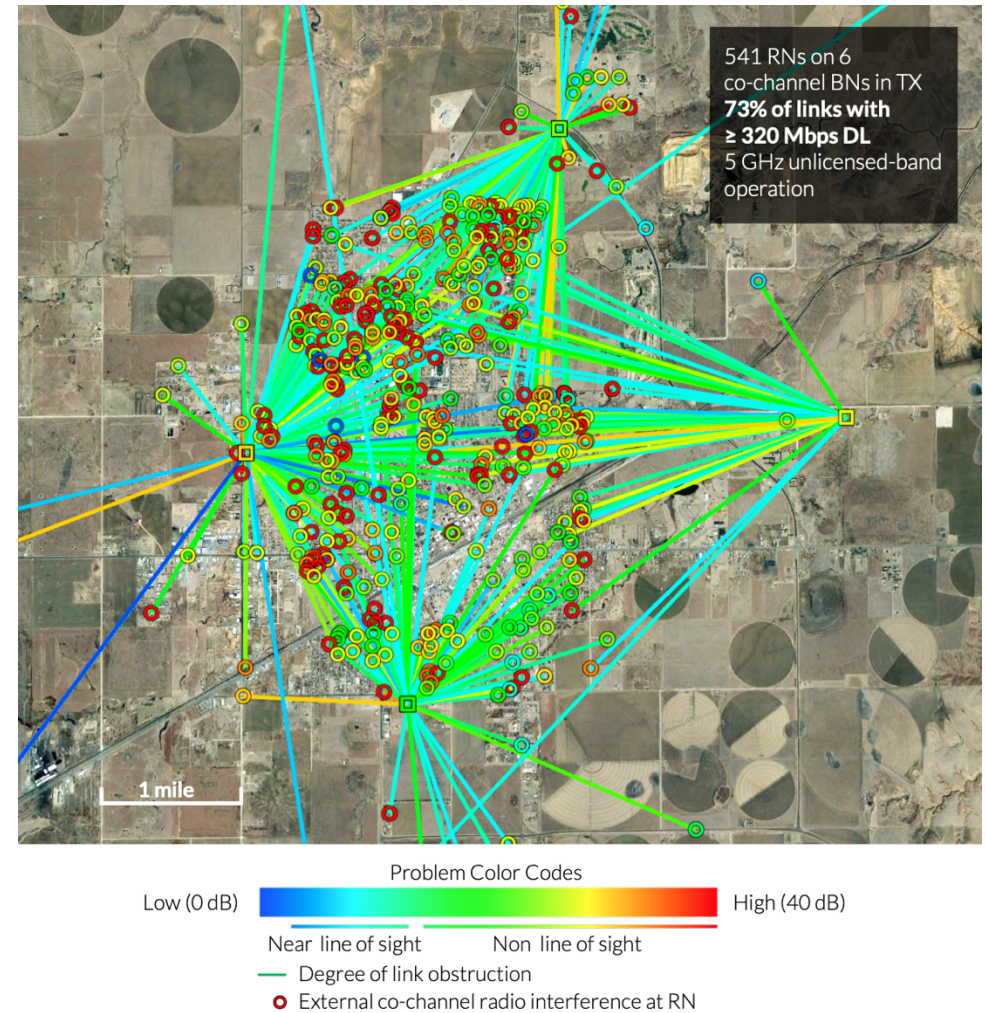 541 RNs on 6
co-channel BNs in TX
73% of links with
≥ 320 Mbps DL
5 GHz unlicensed-band
operation
1 mile
Problem Color Codes
Low (0 dB)
High (40 dB)
Near line of sight
Non line of sight
Degree of link obstruction
External co-channel radio interference at RN